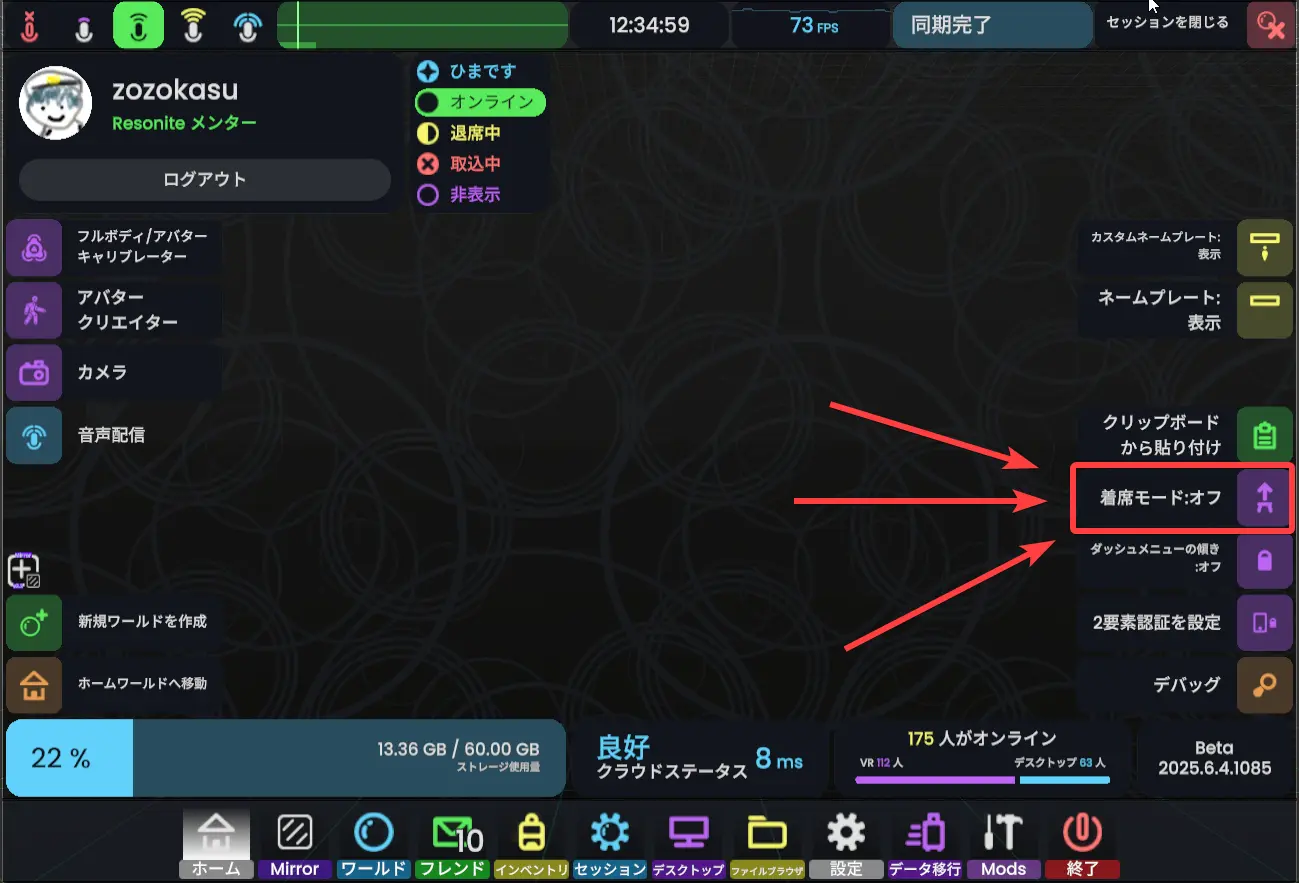 12:34:59
73 FPS
同期完了
セッションを閉じる
zozokasu
Resonite メンター
ログアウト
ひまです
オンライン
退席中
取込中
非表示
フルボディ/アバター
キャリブレーター
アバター
クリエイター
カメラ
音声配信
新規ワールドを作成
ホームワールドへ移動
カスタムネームプレート:
表示
ネームプレート:
表示
クリップボード
から貼り付け
着席モード:オフ
ダッシュメニューの傾き
:オフ
2要素認証を設定
デバッグ
22 %
13.36 GB / 60.00 GB
ストレージ使用量
良好
クラウドステータス
8 ms
175 人がオンライン
VR 112 人
デスクトップ 63 人
Beta
2025.6.4.1085
10
ホーム
Mirror
ワールド
フレンド
インベントリ
セッション
デスクトップ
ファイルブラウザ
設定
データ移行
Mods
終了